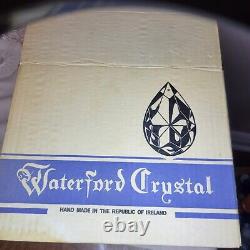 Waterford Crystal
HAND MADE IN THE REPUBLIC OF IRELAND